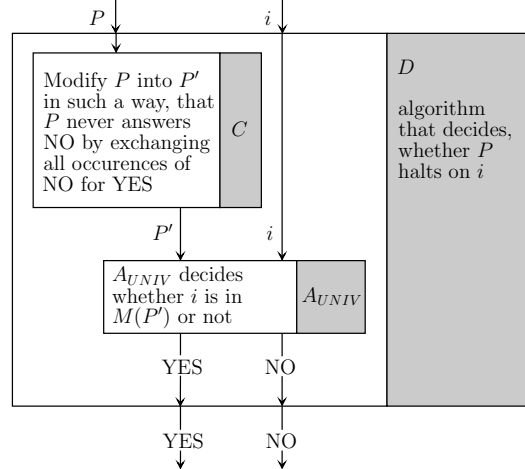 P
i
Modify P into P′
in such a way, that
P never answers
NO by exchanging
all occurences of
NO for YES
C
D
algorithm
that decides,
whether P
halts on i
P′
i
A_UNIV decides
whether i is in
M(P′) or not
A_UNIV
YES
NO
YES
NO